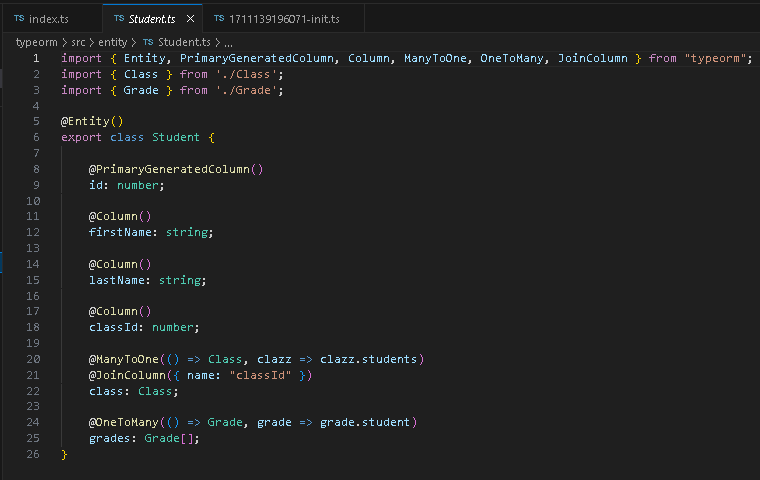 TS index.ts TS Student.ts × TS 1711139196071-init.ts
typeorm > src > entity > TS Student.ts > ...
1 import { Entity, PrimaryGeneratedColumn, Column, ManyToOne, OneToMany, JoinColumn } from "typeorm";
2 import { Class } from './Class';
3 import { Grade } from './Grade';
4
5 @Entity()
6 export class Student {
7
8 @PrimaryGeneratedColumn()
9 id: number;
10
11 @Column()
12 firstName: string;
13
14 @Column()
15 lastName: string;
16
17 @Column()
18 classId: number;
19
20 @ManyToOne(() => Class, clazz => clazz.students)
21 @JoinColumn({ name: "classId" })
22 class: Class;
23
24 @OneToMany(() => Grade, grade => grade.student)
25 grades: Grade[];
26 }